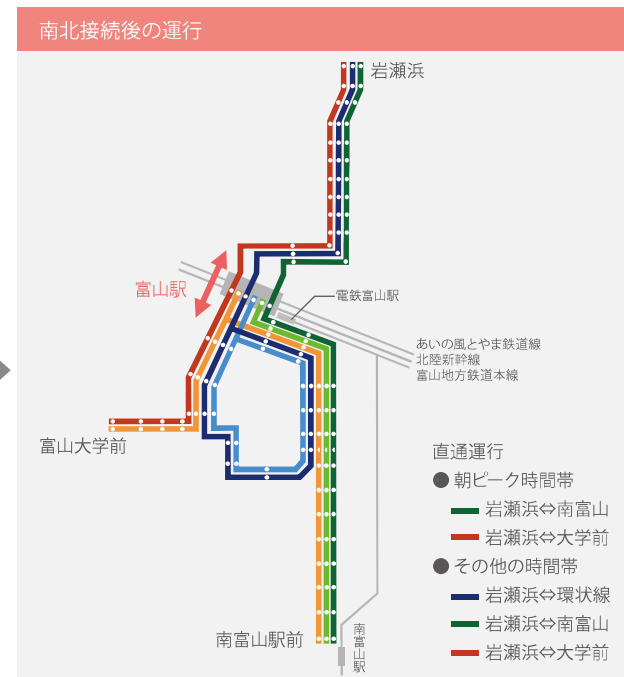 南北接続後の運行
岩瀬浜
富山駅
電鉄富山駅
あいの風とやま鉄道線
北陸新幹線
富山地方鉄道本線
富山大学前
直通運行
朝ピーク時間帯
岩瀬浜⇔南富山
岩瀬浜⇔大学前
その他の時間帯
岩瀬浜⇔環状線
岩瀬浜⇔南富山
岩瀬浜⇔大学前
南富山駅前
南富山駅